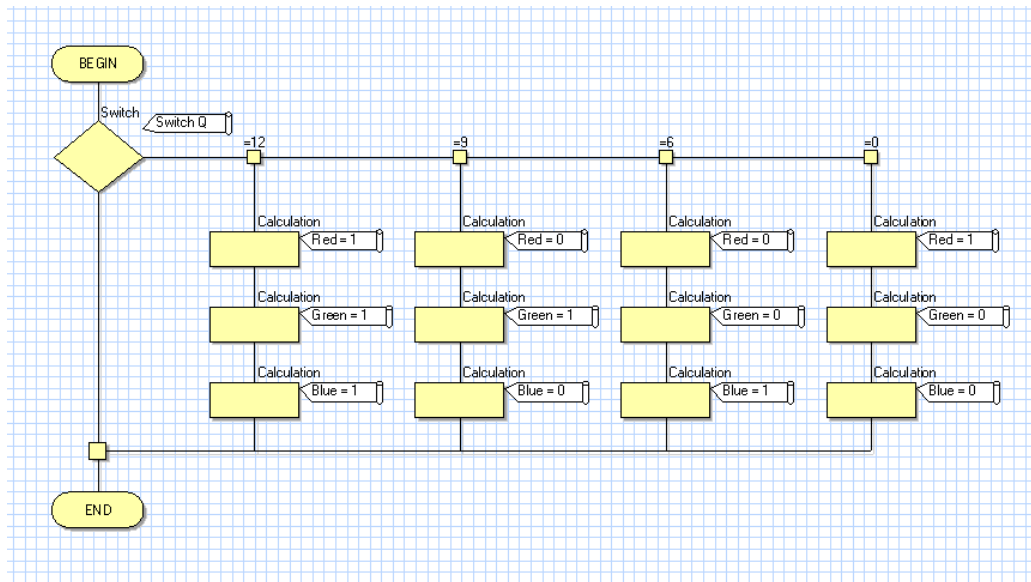 BEGIN
Switch
Switch Q
=12
=9
=6
=0
Calculation
Red = 1
Calculation
Red = 0
Calculation
Red = 0
Calculation
Red = 1
Calculation
Green = 1
Calculation
Green = 1
Calculation
Green = 0
Calculation
Green = 0
Calculation
Blue = 1
Calculation
Blue = 0
Calculation
Blue = 1
Calculation
Blue = 0
END